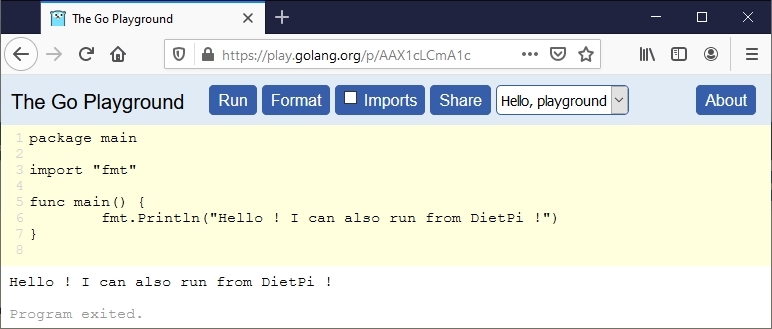 The Go Playground
https://play.golang.org/p/AAX1cLCmA1c
The Go Playground Run Format Imports Share Hello, playground About
1 package main
2
3 import "fmt"
4
5 func main() {
6 fmt.Println("Hello ! I can also run from DietPi !")
7 }
8
Hello ! I can also run from DietPi !
Program exited.